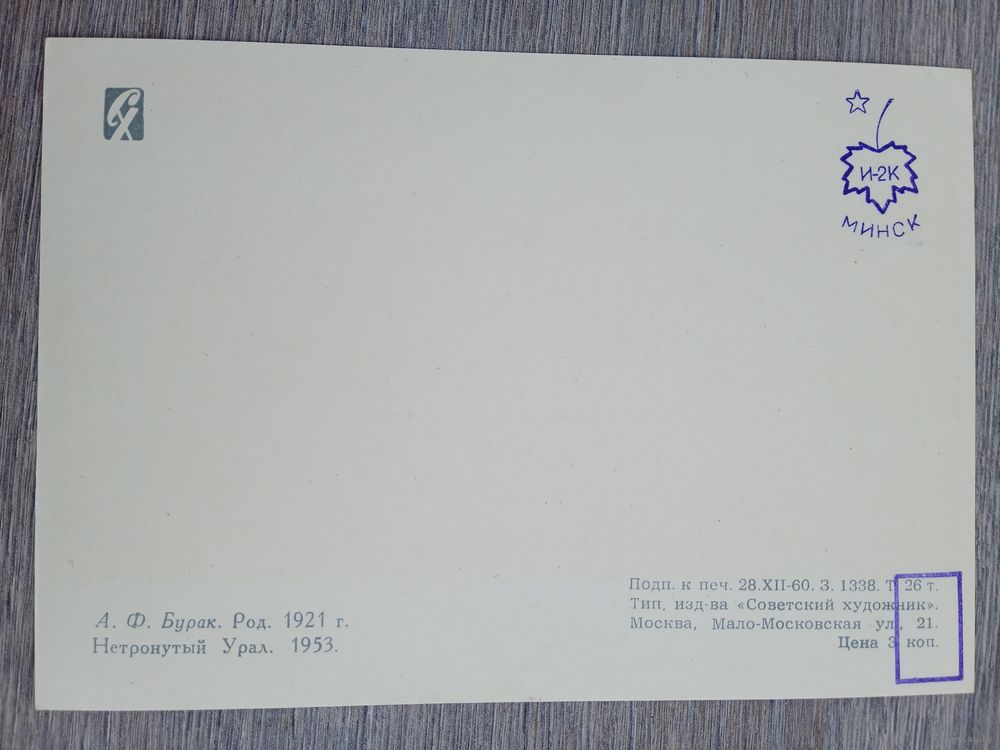 СХ
И-2К
МИНСК
А. Ф. Бурак. Род. 1921 г.
Нетронутый Урал. 1953.
Подп. к печ. 28.XII-60. З. 1338. Т. 26 т.
Тип. изд-ва «Советский художник».
Москва, Мало-Московская ул., 21.
Цена 3 коп.